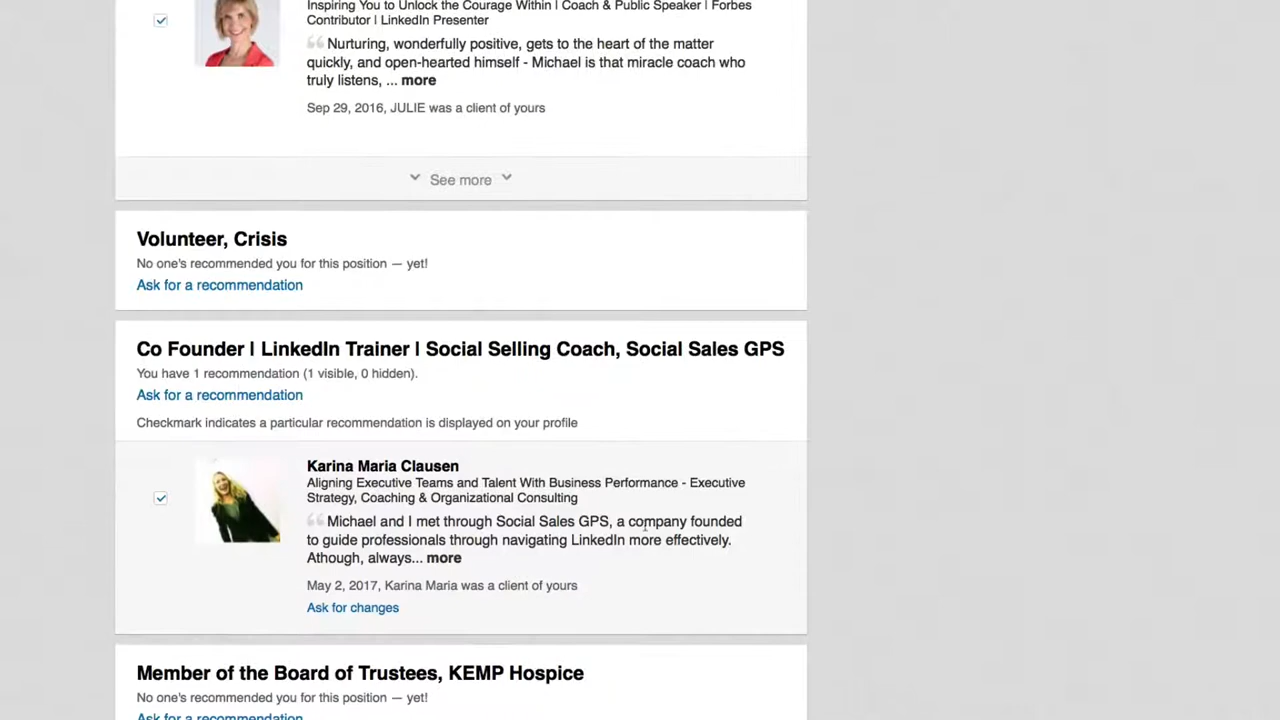 Inspiring You to Unlock the Courage Within | Coach & Public Speaker | Forbes
Contributor | LinkedIn Presenter
“Nurturing, wonderfully positive, gets to the heart of the matter
quickly, and open-hearted himself - Michael is that miracle coach who
truly listens, ... more
Sep 29, 2016, JULIE was a client of yours
See more
Volunteer, Crisis
No one's recommended you for this position — yet!
Ask for a recommendation
Co Founder | LinkedIn Trainer | Social Selling Coach, Social Sales GPS
You have 1 recommendation (1 visible, 0 hidden).
Ask for a recommendation
Checkmark indicates a particular recommendation is displayed on your profile
Karina Maria Clausen
Aligning Executive Teams and Talent With Business Performance - Executive
Strategy, Coaching & Organizational Consulting
“Michael and I met through Social Sales GPS, a company founded
to guide professionals through navigating LinkedIn more effectively.
Athough, always... more
May 2, 2017, Karina Maria was a client of yours
Ask for changes
Member of the Board of Trustees, KEMP Hospice
No one's recommended you for this position — yet!
Ask for a recommendation